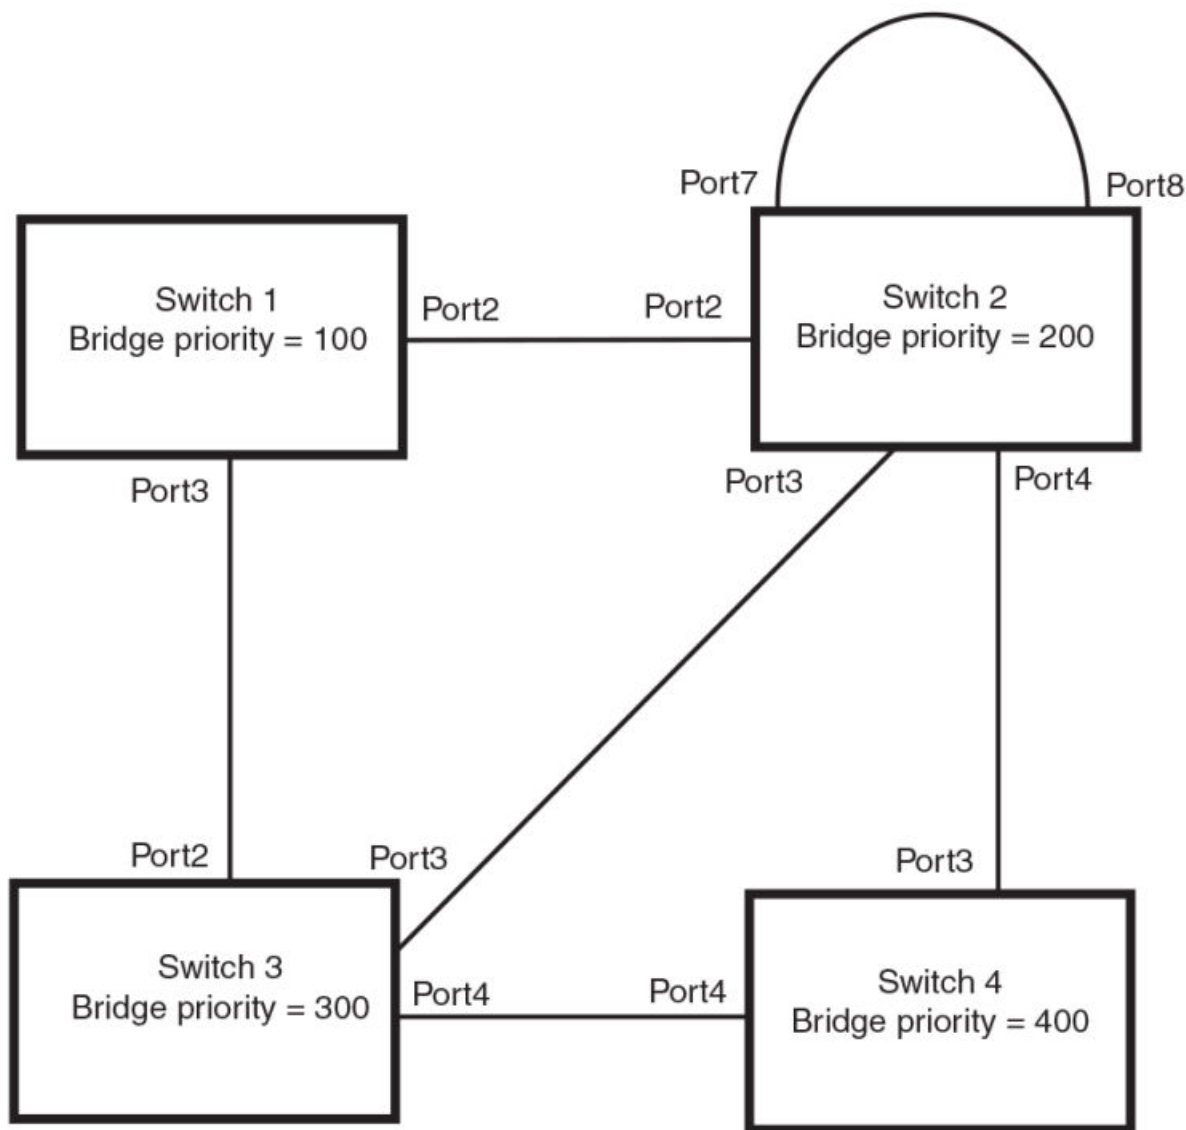 Port7
Port8
Switch 1
Bridge priority = 100
Port2
Port2
Switch 2
Bridge priority = 200
Port3
Port3
Port4
Port2
Port3
Port3
Switch 3
Bridge priority = 300
Port4
Port4
Switch 4
Bridge priority = 400